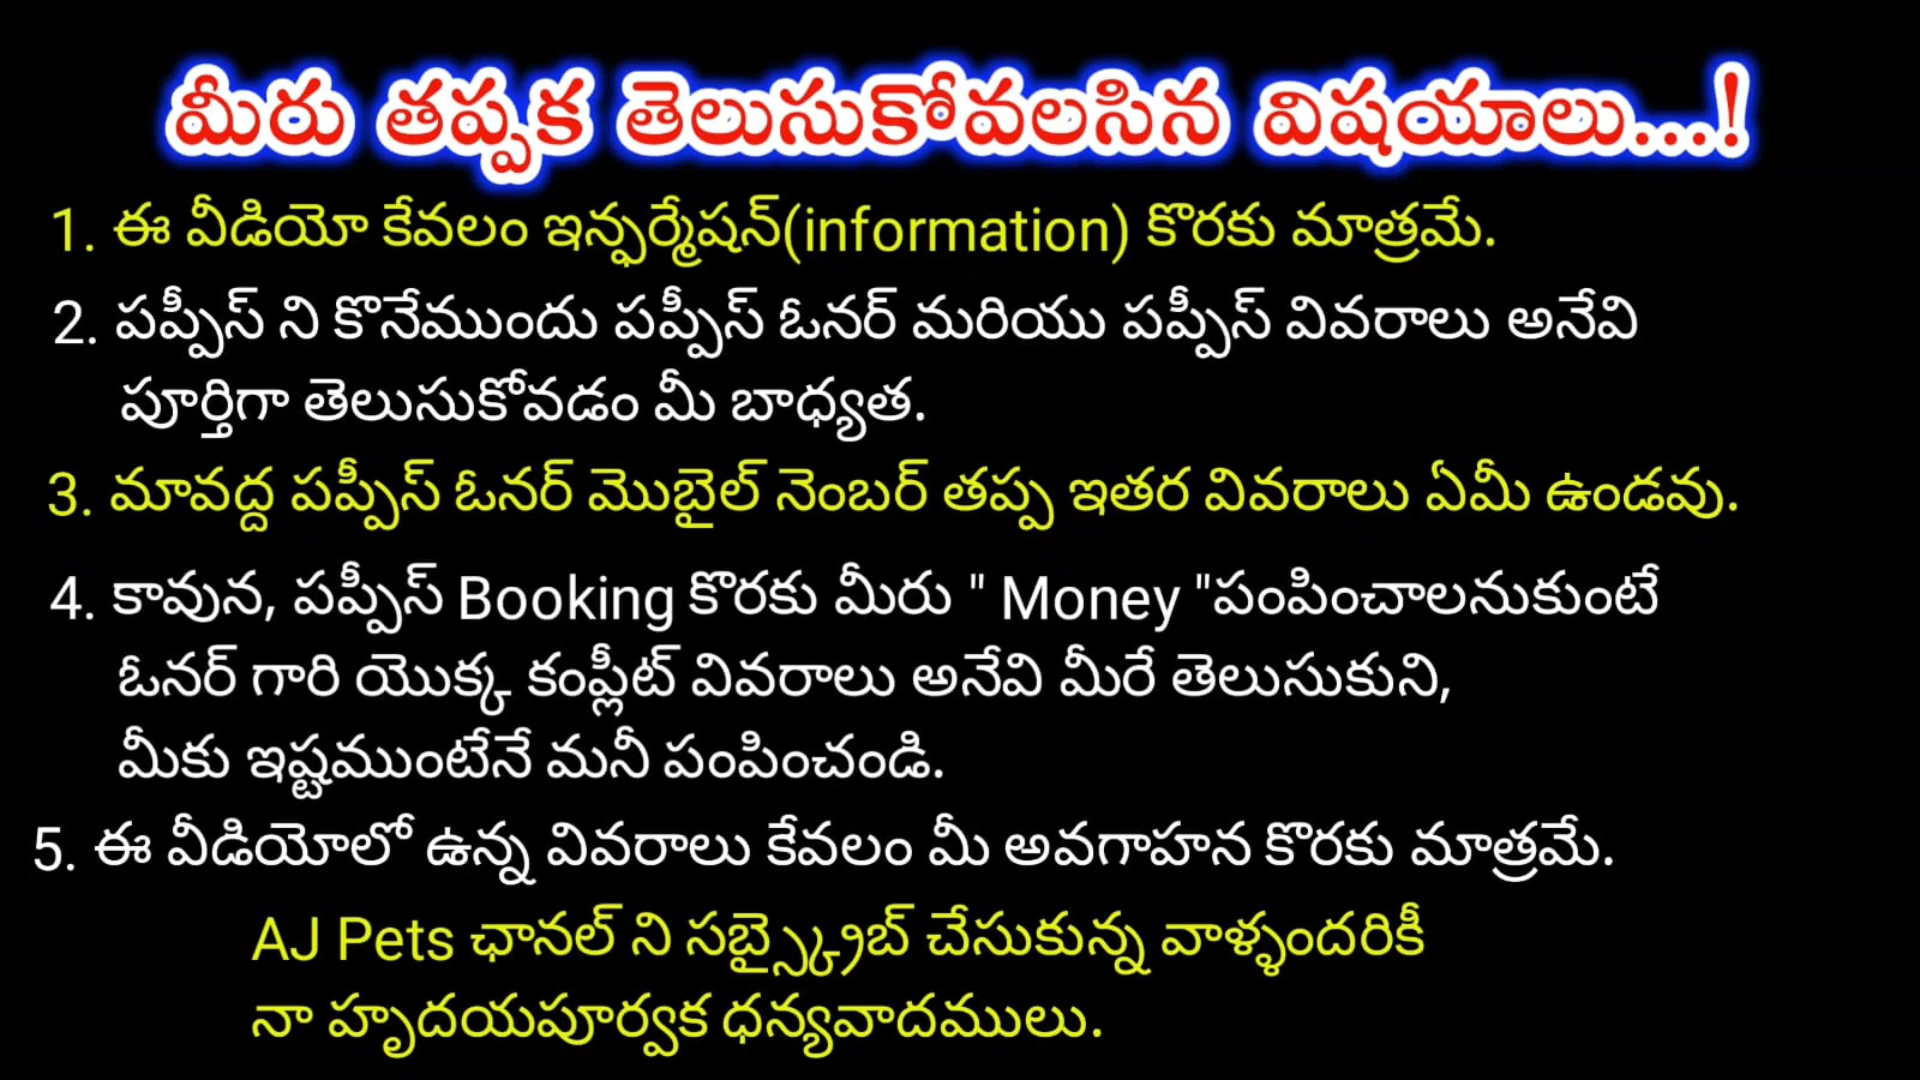 మీరు తప్పక తెలుసుకోవలసిన విషయాలు....!
1. ఈ వీడియో కేవలం ఇన్ఫర్మేషన్(information) కొరకు మాత్రమే.
2. పప్పీస్ ని కొనేముందు పప్పీస్ ఓనర్ మరియు పప్పీస్ వివరాలు అనేవి
పూర్తిగా తెలుసుకోవడం మీ బాధ్యత.
3. మావద్ద పప్పీస్ ఓనర్ మొబైల్ నెంబర్ తప్ప ఇతర వివరాలు ఏమీ ఉండవు.
4. కావున, పప్పీస్ Booking కొరకు మీరు " Money "పంపించాలనుకుంటే
ఓనర్ గారి యొక్క కంప్లీట్ వివరాలు అనేవి మీరే తెలుసుకుని,
మీకు ఇష్టముంటేనే మనీ పంపించండి.
5. ఈ వీడియోలో ఉన్న వివరాలు కేవలం మీ అవగాహన కొరకు మాత్రమే.
AJ Pets ఛానల్ ని సబ్స్క్రైబ్ చేసుకున్న వాళ్ళందరికీ
నా హృదయపూర్వక ధన్యవాదములు.